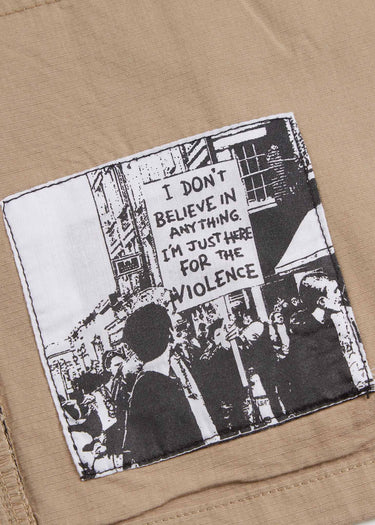 I DON'T
BELIEVE IN
ANYTHING.
I'M JUST HERE
FOR THE
VIOLENCE